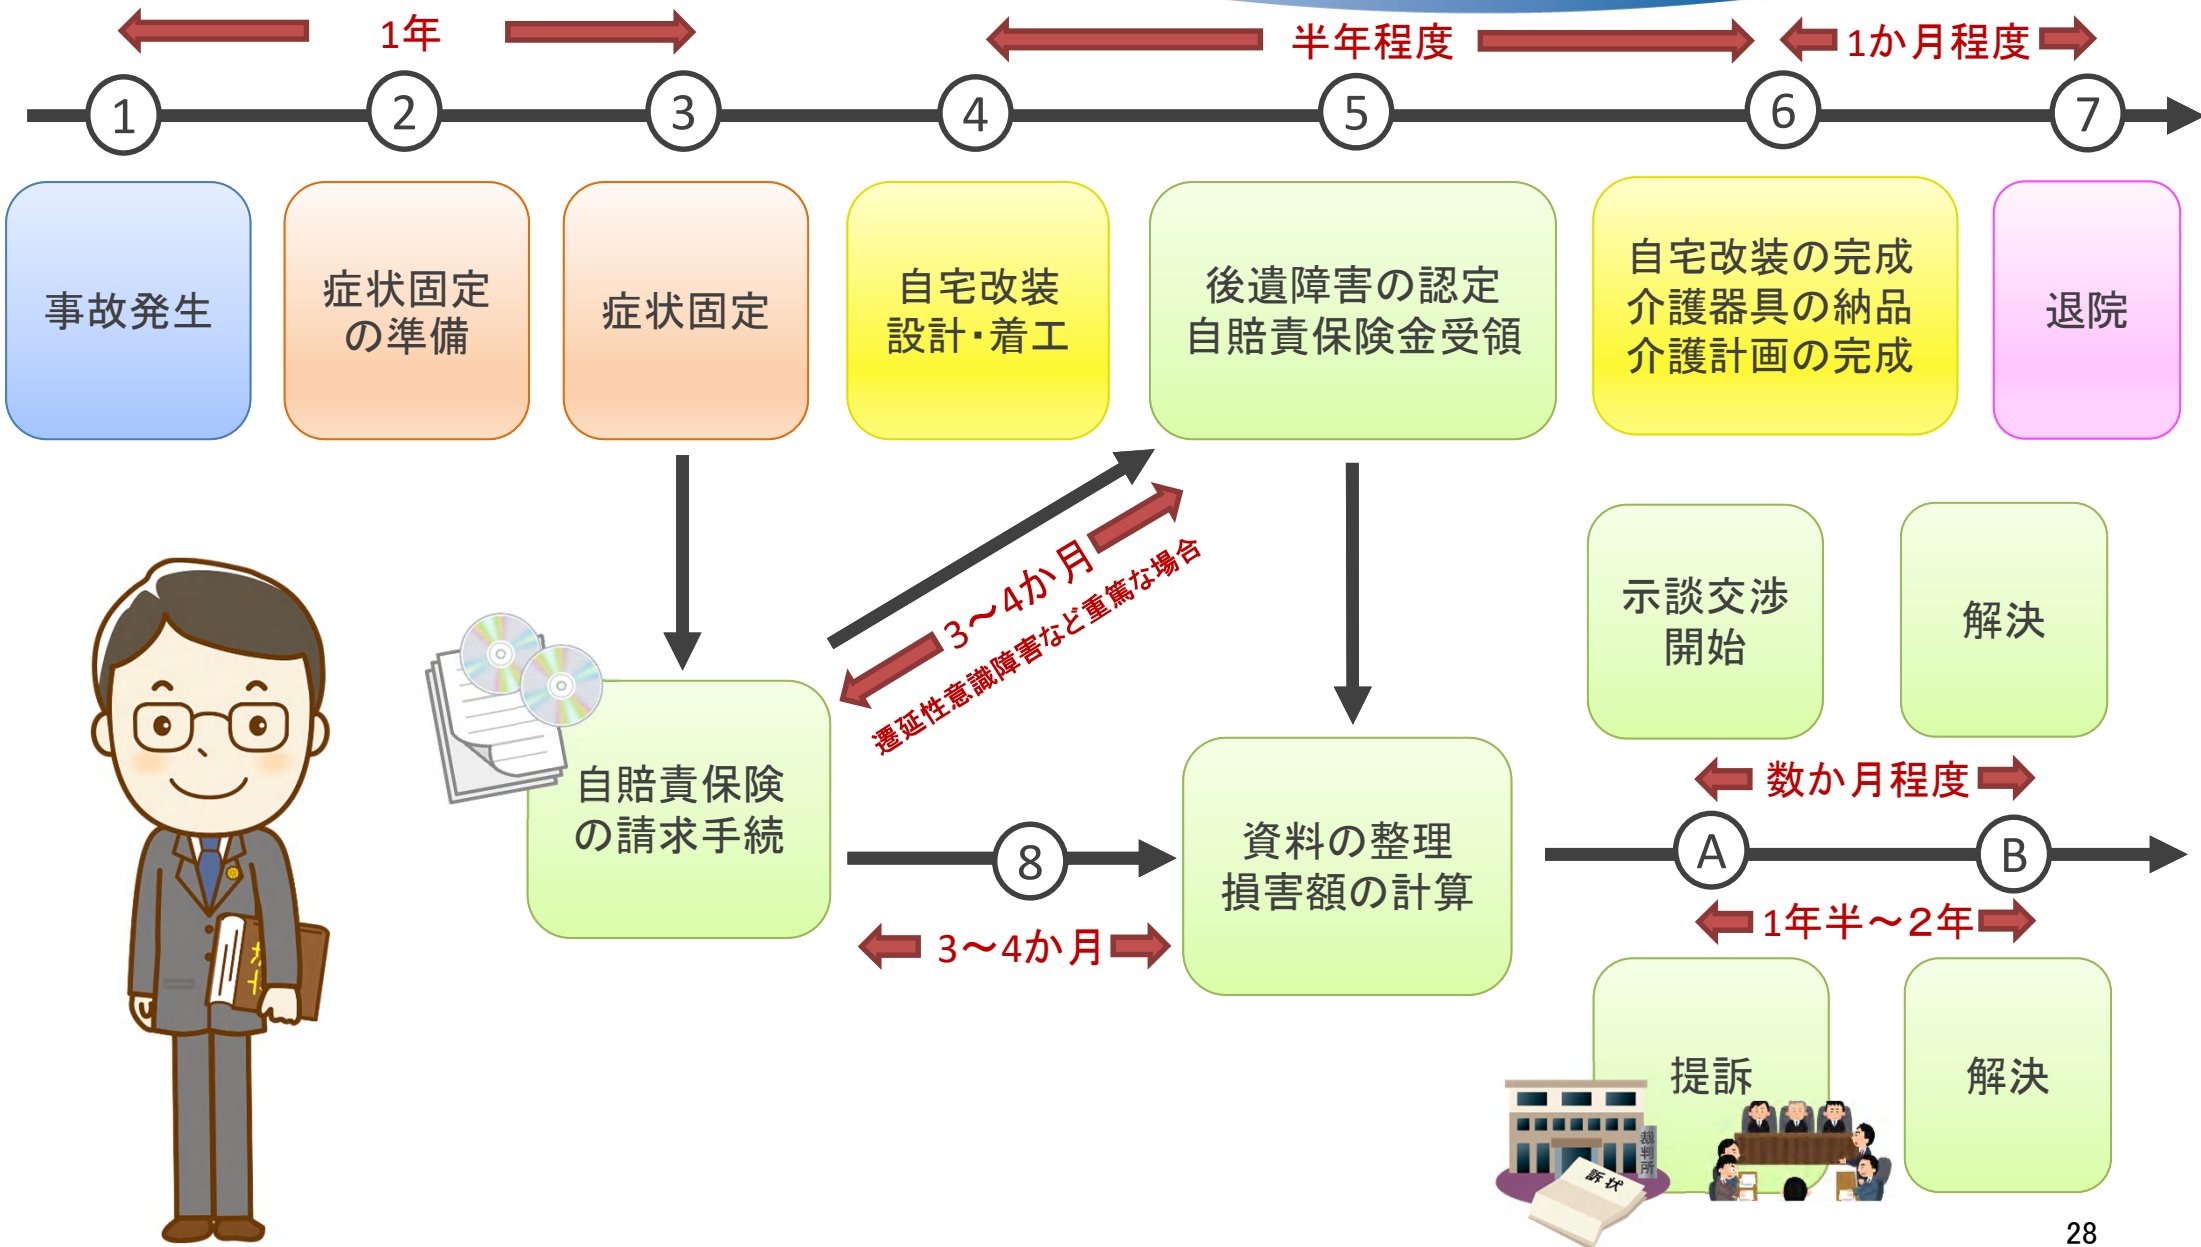 1年
半年程度
1か月程度
1
2
3
4
5
6
7
事故発生
症状固定
の準備
症状固定
自宅改装
設計・着工
後遺障害の認定
自賠責保険金受領
自宅改装の完成
介護器具の納品
介護計画の完成
退院
3～4か月
遷延性意識障害など重篤な場合
示談交渉
開始
解決
自賠責保険
の請求手続
8
3～4か月
資料の整理
損害額の計算
数か月程度
A
B
1年半～2年
提訴
解決
裁判所
訴状
28